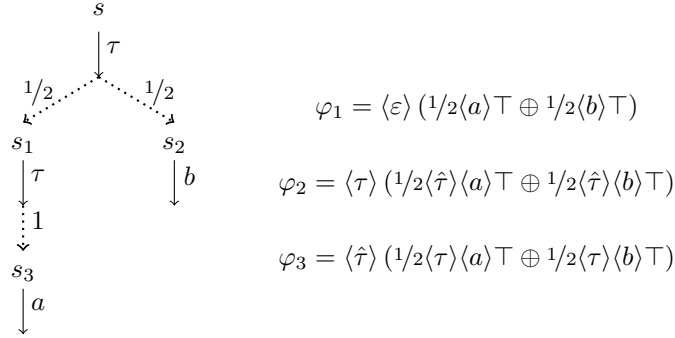 s
τ
1/2 1/2
φ₁ = ⟨ε⟩ (1/2⟨a⟩⊤ ⊕ 1/2⟨b⟩⊤)
s₁ s₂
τ b
φ₂ = ⟨τ⟩ (1/2⟨τ̂⟩⟨a⟩⊤ ⊕ 1/2⟨τ̂⟩⟨b⟩⊤)
1
φ₃ = ⟨τ̂⟩ (1/2⟨τ⟩⟨a⟩⊤ ⊕ 1/2⟨τ⟩⟨b⟩⊤)
s₃
a